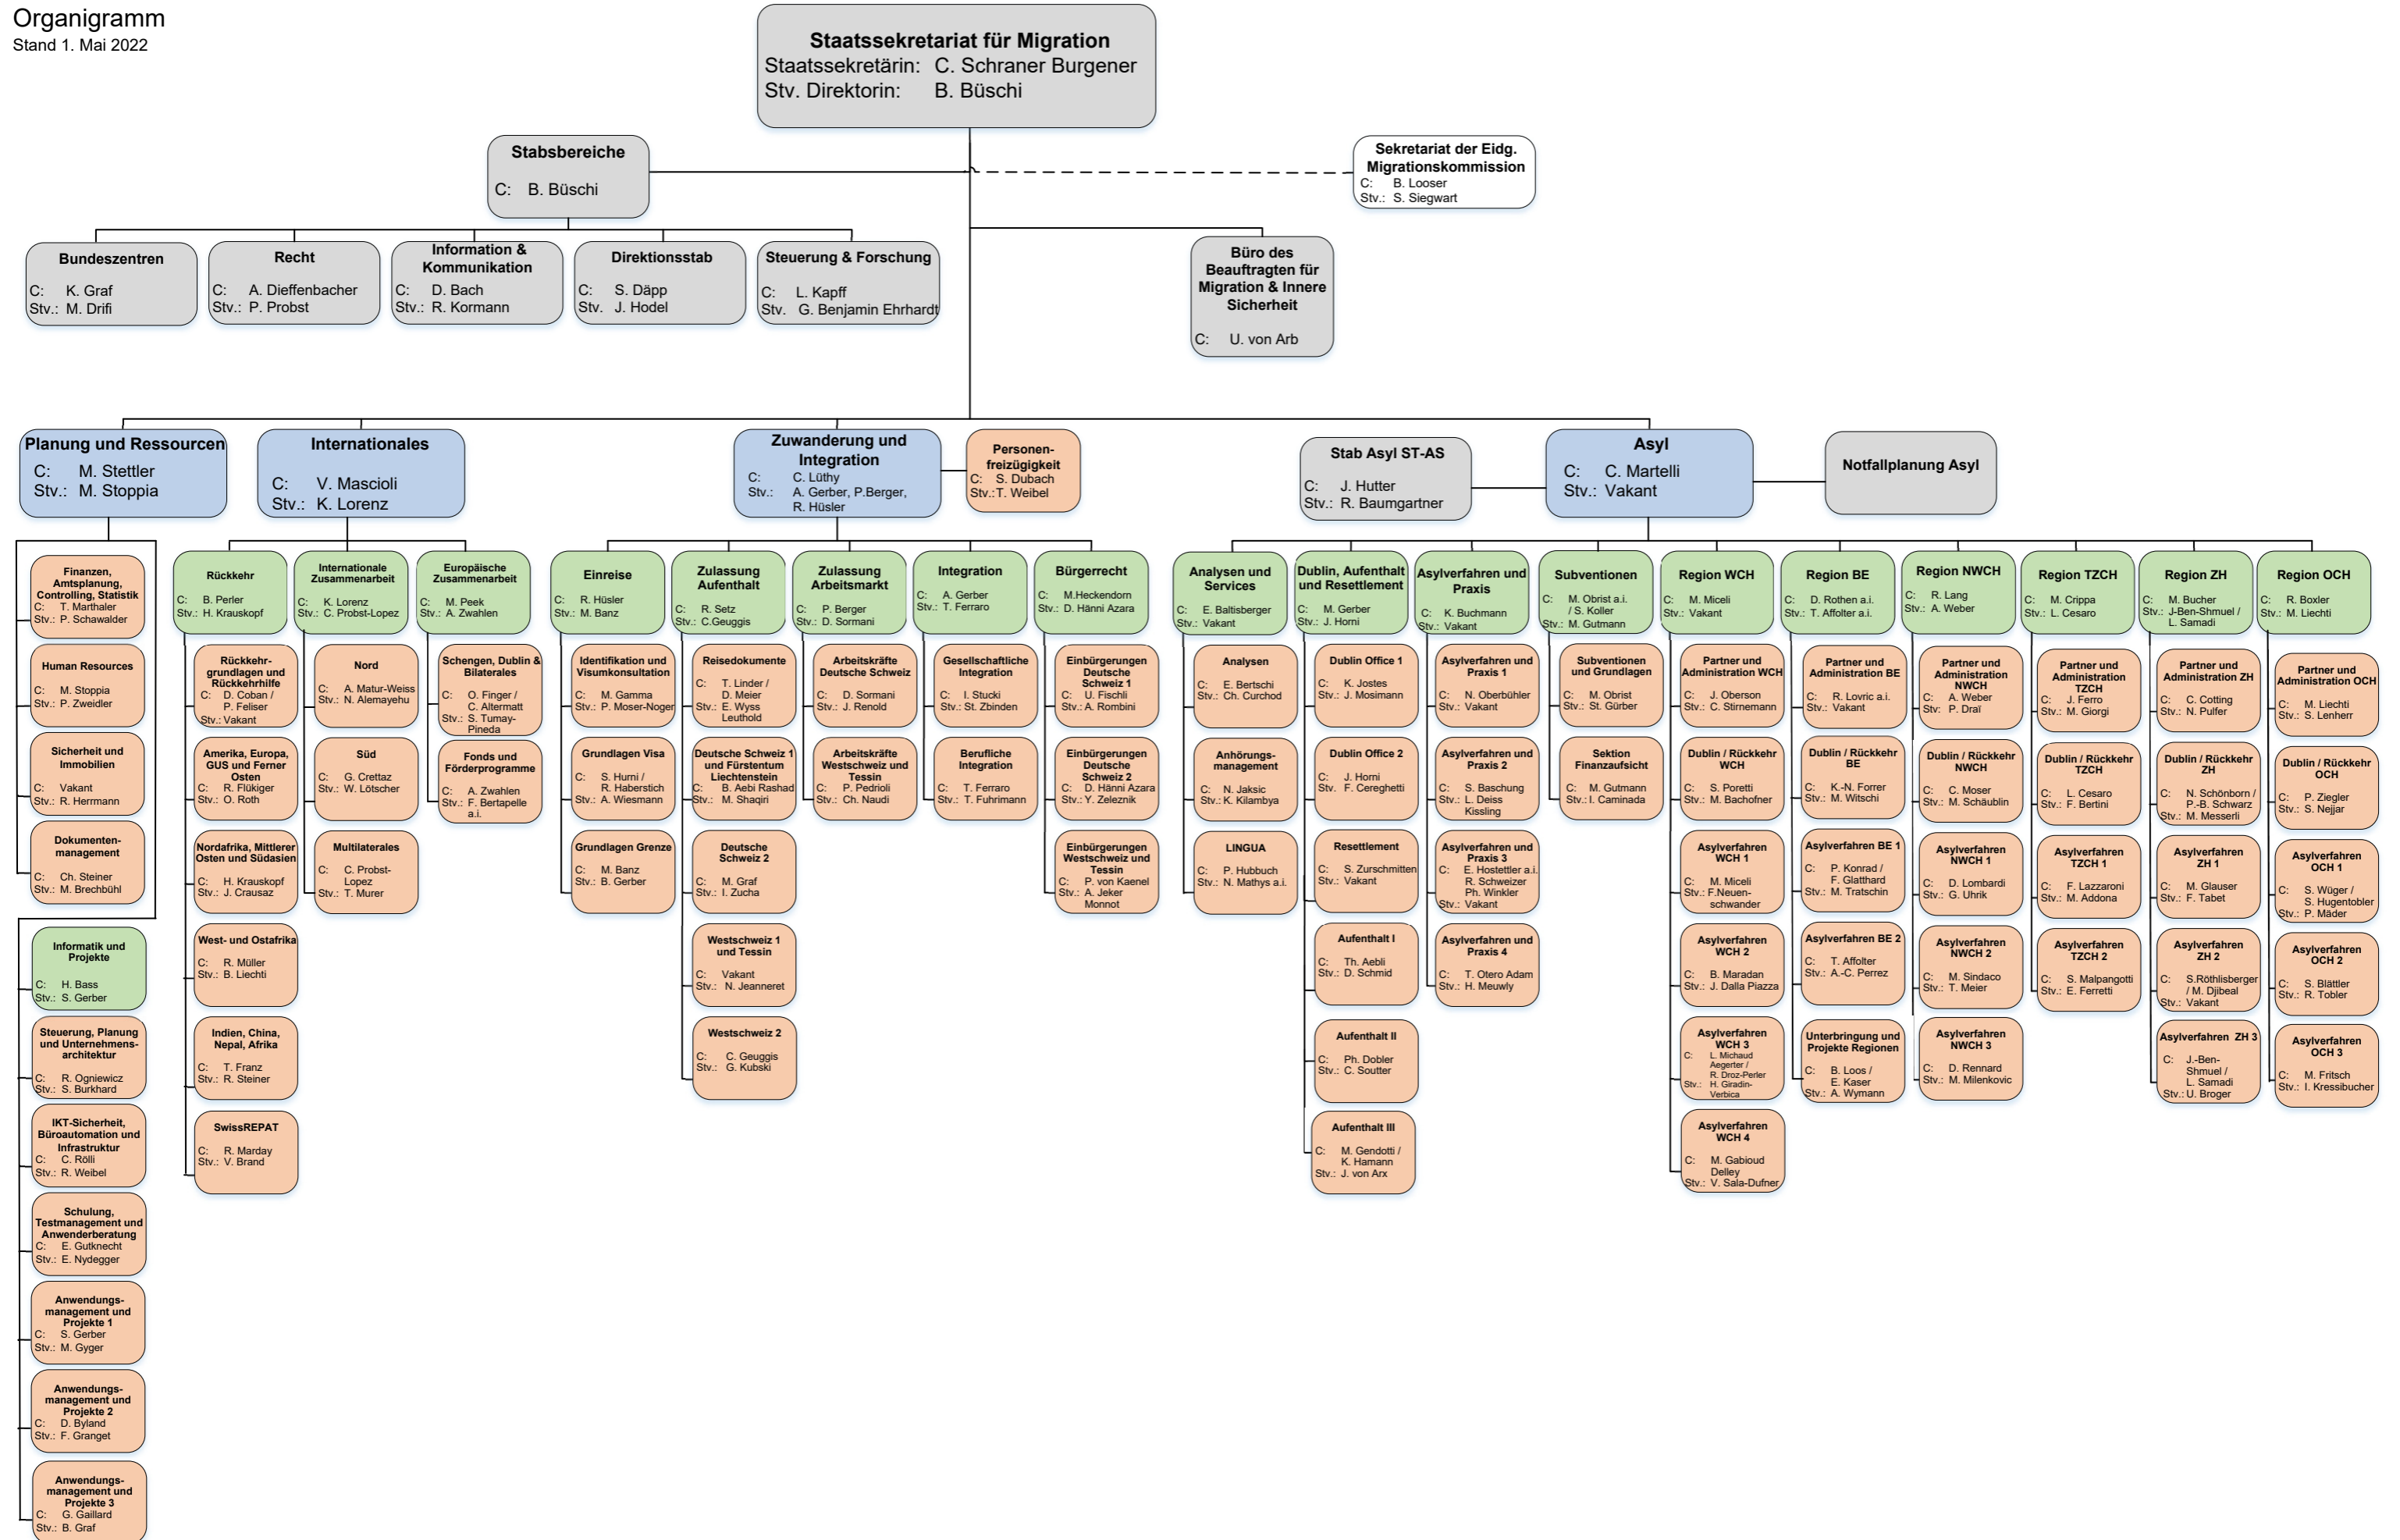 Organigramm
Stand 1. Mai 2022
Staatssekretariat für Migration
Staatssekretärin: C. Schraner Burgener
Stv. Direktorin: B. Büschi
Stabsbereiche
C: B. Büschi
Sekretariat der Eidg.
Migrationskommission
C: B. Looser
Stv.: S. Siegwart
Bundeszentren
C: K. Graf
Stv.: M. Drifi
Recht
C: A. Dieffenbacher
Stv.: P. Probst
Information &
Kommunikation
C: D. Bach
Stv.: R. Kormann
Direktionsstab
C: S. Däpp
Stv. J. Hodel
Steuerung & Forschung
C: L. Kapff
Stv. G. Benjamin Ehrhardt
Büro des
Beauftragten für
Migration & Innere
Sicherheit
C: U. von Arb
Planung und Ressourcen
C: M. Stettler
Stv.: M. Stoppia
Internationales
C: V. Mascioli
Stv.: K. Lorenz
Zuwanderung und
Integration
C: C. Lüthy
Stv.: A. Gerber, P.Berger,
R. Hüsler
Personen-
freizügigkeit
C: S. Dubach
Stv.: T. Weibel
Stab Asyl ST-AS
C: J. Hutter
Stv.: R. Baumgartner
Asyl
C: C. Martelli
Stv.: Vakant
Notfallplanung Asyl
Finanzen,
Amtsplanung,
Controlling, Statistik
C: T. Marthaler
Stv.: P. Schawalder
Human Resources
C: M. Stoppia
Stv.: P. Zweidler
Sicherheit und
Immobilien
C: Vakant
Stv.: R. Herrmann
Dokumenten-
management
C: Ch. Steiner
Stv.: M. Brechbühl
Informatik und
Projekte
C: H. Bass
Stv.: S. Gerber
Steuerung, Planung
und Unternehmens-
architektur
C: R. Ogniewicz
Stv.: S. Burkhard
IKT-Sicherheit,
Büroautomation und
Infrastruktur
C: C. Rölli
Stv.: R. Weibel
Schulung,
Testmanagement und
Anwenderberatung
C: E. Gutknecht
Stv.: E. Nydegger
Anwendungs-
management und
Projekte 1
C: S. Gerber
Stv.: M. Gyger
Anwendungs-
management und
Projekte 2
C: D. Byland
Stv.: F. Granget
Anwendungs-
management und
Projekte 3
C: G. Gaillard
Stv.: B. Graf
Rückkehr
C: B. Perler
Stv.: H. Krauskopf
Rückkehr-
grundlagen und
Rückkehrhilfe
C: D. Coban /
P. Feliser
Stv.: Vakant
Amerika, Europa,
GUS und Ferner
Osten
C: R. Flükiger
Stv.: O. Roth
Nordafrika, Mittlerer
Osten und Südasien
C: H. Krauskopf
Stv.: J. Crausaz
West- und Ostafrika
C: R. Müller
Stv.: B. Liechti
Indien, China,
Nepal, Afrika
C: T. Franz
Stv.: R. Steiner
SwissREPAT
C: R. Marday
Stv.: V. Brand
Internationale
Zusammenarbeit
C: K. Lorenz
Stv.: C. Probst-Lopez
Nord
C: A. Matur-Weiss
Stv.: N. Alemayehu
Süd
C: G. Crettaz
Stv.: W. Lötscher
Multilaterales
C: C. Probst-
Lopez
Stv.: T. Murer
Europäische
Zusammenarbeit
C: M. Peek
Stv.: A. Zwahlen
Schengen, Dublin &
Bilaterales
C: O. Finger /
C. Altermatt
Stv.: S. Tumay-
Pineda
Fonds und
Förderprogramme
C: A. Zwahlen
Stv.: F. Bertapelle
a.i.
Einreise
C: R. Hüsler
Stv.: M. Banz
Identifikation und
Visumkonsultation
C: M. Gamma
Stv.: P. Moser-Noger
Grundlagen Visa
C: S. Hurni /
R. Haberstich
Stv.: A. Wiesmann
Grundlagen Grenze
C: M. Banz
Stv.: B. Gerber
Zulassung
Aufenthalt
C: R. Setz
Stv.: C.Geuggis
Reisedokumente
C: T. Linder /
D. Meier
Stv.: E. Wyss
Leuthold
Deutsche Schweiz 1
und Fürstentum
Liechenstein
C: B. Aebi Rashad
Stv.: M. Shaqiri
Deutsche
Schweiz 2
C: M. Graf
Stv.: I. Zucha
Westschweiz 1
und Tessin
C: Vakant
Stv.: N. Jeanneret
Westschweiz 2
C: C. Geuggis
Stv.: G. Kubski
Zulassung
Arbeitsmarkt
C: P. Berger
Stv.: D. Sormani
Arbeitskräfte
Deutsche Schweiz
C: D. Sormani
Stv.: J. Renold
Arbeitskräfte
Westschweiz und
Tessin
C: P. Pedrioli
Stv.: Ch. Naudi
Integration
C: A. Gerber
Stv.: T. Ferraro
Gesellschaftliche
Integration
C: I. Stucki
Stv.: St. Zbinden
Berufliche
Integration
C: T. Ferraro
Stv.: T. Fuhrimann
Bürgerrecht
C: M.Heckendorn
Stv.: D. Hänni Azara
Einbürgerungen
Deutsche
Schweiz 1
C: U. Fischli
Stv.: A. Rombini
Einbürgerungen
Deutsche
Schweiz 2
C: D. Hänni Azara
Stv.: Y. Zeleznik
Einbürgerungen
Westschweiz und
Tessin
C: P. von Kaenel
Stv.: A. Jeker
Monnot
Analysen und
Services
C: E. Baltisberger
Stv.: Vakant
Analysen
C: E. Bertschi
Stv.: Ch. Curchod
Anhörungs-
management
C: N. Jaksic
Stv.: K. Kilambya
LINGUA
C: P. Hubbuch
Stv.: N. Mathys a.i.
Dublin, Aufenthalt
und Resettlement
C: M. Gerber
Stv.: J. Horni
Dublin Office 1
C: K. Jostes
Stv.: J. Mosimann
Dublin Office 2
C: J. Horni
Stv. F. Cereghetti
Resettlement
C: S. Zurschmitten
Stv.: Vakant
Aufenthalt I
C: Th. Aebli
Stv.: D. Schmid
Aufenthalt II
C: Ph. Dobler
Stv.: C. Soutter
Aufenthalt III
C: M. Gendotti /
K. Hamann
Stv.: J. von Arx
Asylverfahren und
Praxis
C: K. Buchmann
Stv.: Vakant
Asylverfahren und
Praxis 1
C: N. Oberbühler
Stv.: Vakant
Asylverfahren und
Praxis 2
C: S. Baschung
Stv.: L. Deiss
Kissling
Asylverfahren und
Praxis 3
C: E. Hostettler a.i.
R. Schweizer
Ph. Winkler
Stv.: Vakant
Asylverfahren und
Praxis 4
C: T. Otero Adam
Stv.: H. Meuwly
Subventionen
C: M. Obrist a.i.
/ S. Koller
Stv.: M. Gutmann
Subventionen
und Grundlagen
C: M. Obrist
Stv.: St. Gürber
Sektion
Finanzaufsicht
C: M. Gutmann
Stv.: I. Caminada
Region WCH
C: M. Miceli
Stv.: Vakant
Partner und
Administration WCH
C: J. Oberson
Stv.: C. Stirnemann
Dublin / Rückkehr
WCH
C: S. Poretti
Stv.: M. Bachofner
Asylverfahren
WCH 1
C: M. Miceli
Stv.: F.Neuen-
schwander
Asylverfahren
WCH 2
C: B. Maradan
Stv.: J. Dalla Piazza
Asylverfahren
WCH 3
C: L. Michaud
Aegerter /
R. Droz-Perler
Stv.: H. Giradin-
Verbica
Asylverfahren
WCH 4
C: M. Gabioud
Delley
Stv.: V. Sala-Dufner
Region BE
C: D. Rothen a.i.
Stv.: T. Affolter a.i.
Partner und
Administration BE
C: R. Lovric a.i.
Stv.: Vakant
Dublin / Rückkehr
BE
C: K.-N. Forrer
Stv.: M. Witschi
Asylverfahren BE 1
C: P. Konrad /
F. Glatthard
Stv.: M. Tratschin
Asylverfahren BE 2
C: T. Affolter
Stv.: A.-C. Perrez
Unterbringung und
Projekte Regionen
C: B. Loos /
E. Kaser
Stv.: A. Wymann
Region NWCH
C: R. Lang
Stv.: A. Weber
Partner und
Administration
NWCH
C: A. Weber
Stv: P. Draï
Dublin / Rückkehr
NWCH
C: C. Moser
Stv.: M. Schäublin
Asylverfahren
NWCH 1
C: D. Lombardi
Stv.: G. Uhrik
Asylverfahren
NWCH 2
C: M. Sindaco
Stv.: T. Meier
Asylverfahren
NWCH 3
C: D. Rennard
Stv.: M. Milenkovic
Region TZCH
C: M. Crippa
Stv.: L. Cesaro
Partner und
Administration
TZCH
C: J. Ferro
Stv.: M. Giorgi
Dublin / Rückkehr
TZCH
C: L. Cesaro
Stv.: F. Bertini
Asylverfahren
TZCH 1
C: F. Lazzaroni
Stv.: M. Addona
Asylverfahren
TZCH 2
C: S. Malpangotti
Stv.: E. Ferretti
Region ZH
C: M. Bucher
Stv.: J-Ben-Shmuel /
L. Samadi
Partner und
Administration ZH
C: C. Cotting
Stv.: N. Pulfer
Dublin / Rückkehr
ZH
C: N. Schönborn /
P.-B. Schwarz
Stv.: M. Messerli
Asylverfahren
ZH 1
C: M. Glauser
Stv.: F. Tabet
Asylverfahren
ZH 2
C: S.Röthlisberger
/ M. Djibeal
Stv.: Vakant
Asylverfahren ZH 3
C: J.-Ben-
Shmuel /
L. Samadi
Stv.: U. Broger
Region OCH
C: R. Boxler
Stv.: M. Liechti
Partner und
Administration OCH
C: M. Liechti
Stv.: S. Lenherr
Dublin / Rückkehr
OCH
C: P. Ziegler
Stv.: S. Nejjar
Asylverfahren
OCH 1
C: S. Wüger /
S. Hugentobler
Stv.: P. Mäder
Asylverfahren
OCH 2
C: S. Blättler
Stv.: R. Tobler
Asylverfahren
OCH 3
C: M. Fritsch
Stv.: I. Kressibucher